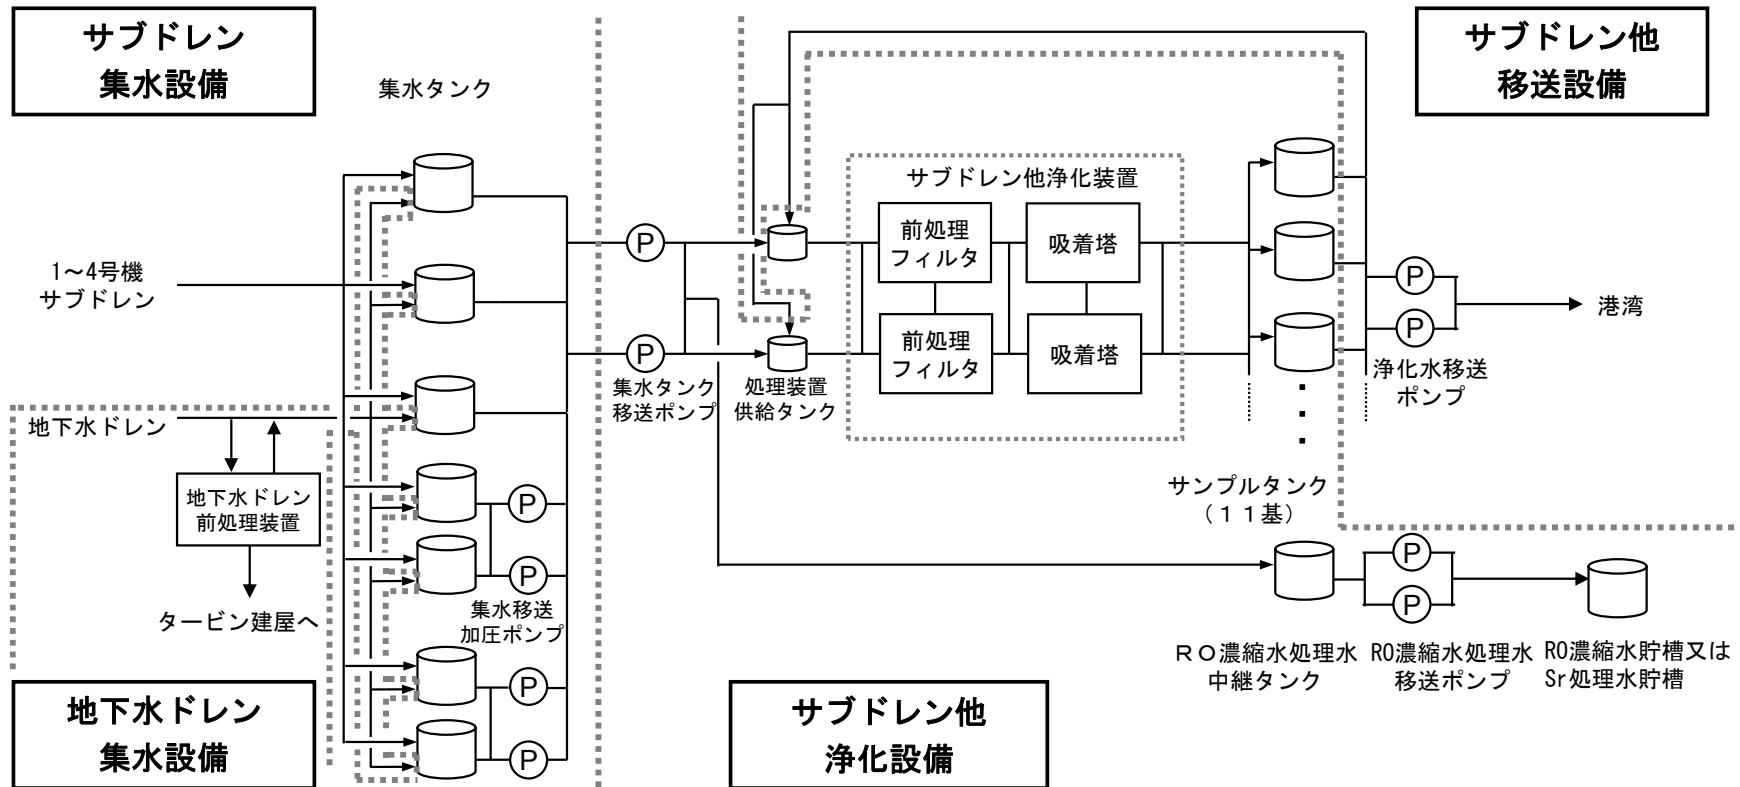 サブドレン
集水設備
集水タンク
サブドレン他
移送設備
サブドレン他浄化装置
前処理
フィルタ
吸着塔
P
1～4号機
サブドレン
P
港湾
P
前処理
フィルタ
吸着塔
P
集水タンク
移送ポンプ
処理装置
供給タンク
浄化水移送
ポンプ
地下水ドレン
地下水ドレン
前処理装置
P
サンプルタンク
（１１基）
P
P
P
集水移送
加圧ポンプ
タービン建屋へ
ＲＯ濃縮水処理水
中継タンク
RO濃縮水処理水
移送ポンプ
RO濃縮水貯槽又は
Sr処理水貯槽
P
P
地下水ドレン
集水設備
サブドレン他
浄化設備